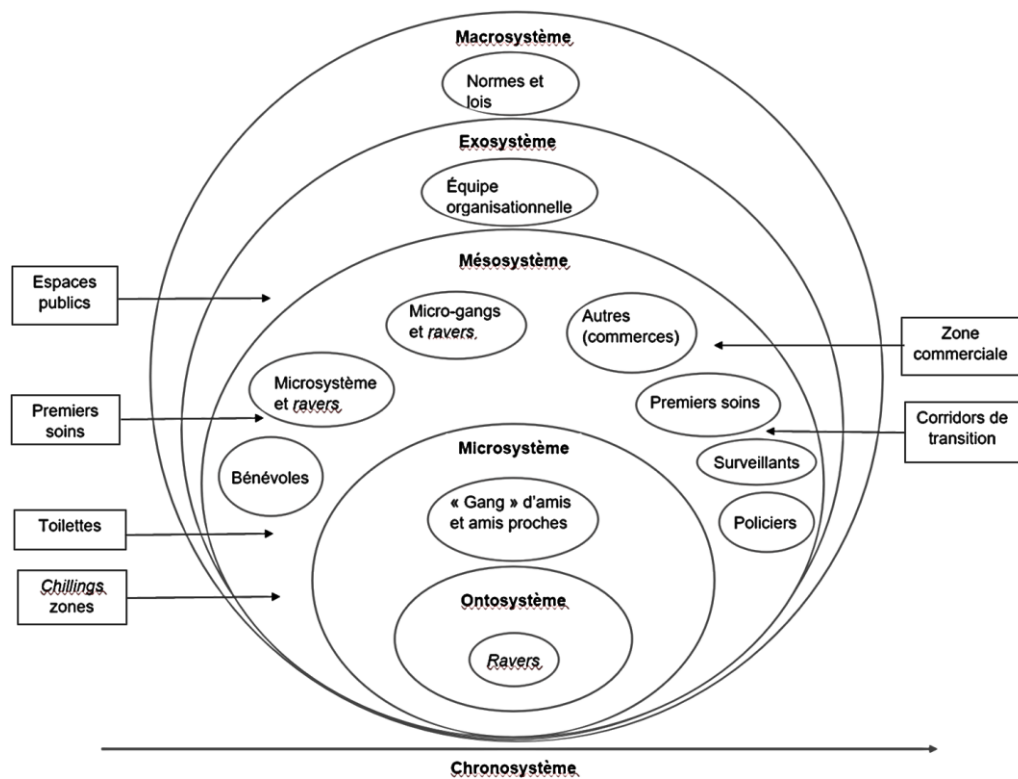 Macrosystème
Normes et
lois
Exosystème
Équipe
organisationnelle
Mésosystème
Espaces
publics
Micro-gangs
et ravers
Autres
(commerces)
Zone
commerciale
Microsystème
et ravers
Premiers soins
Premiers
soins
Corridors de
transition
Microsystème
Surveillants
Bénévoles
« Gang » d'amis
et amis proches
Policiers
Toilettes
Chillings
zones
Ontosystème
Ravers
Chronosystème